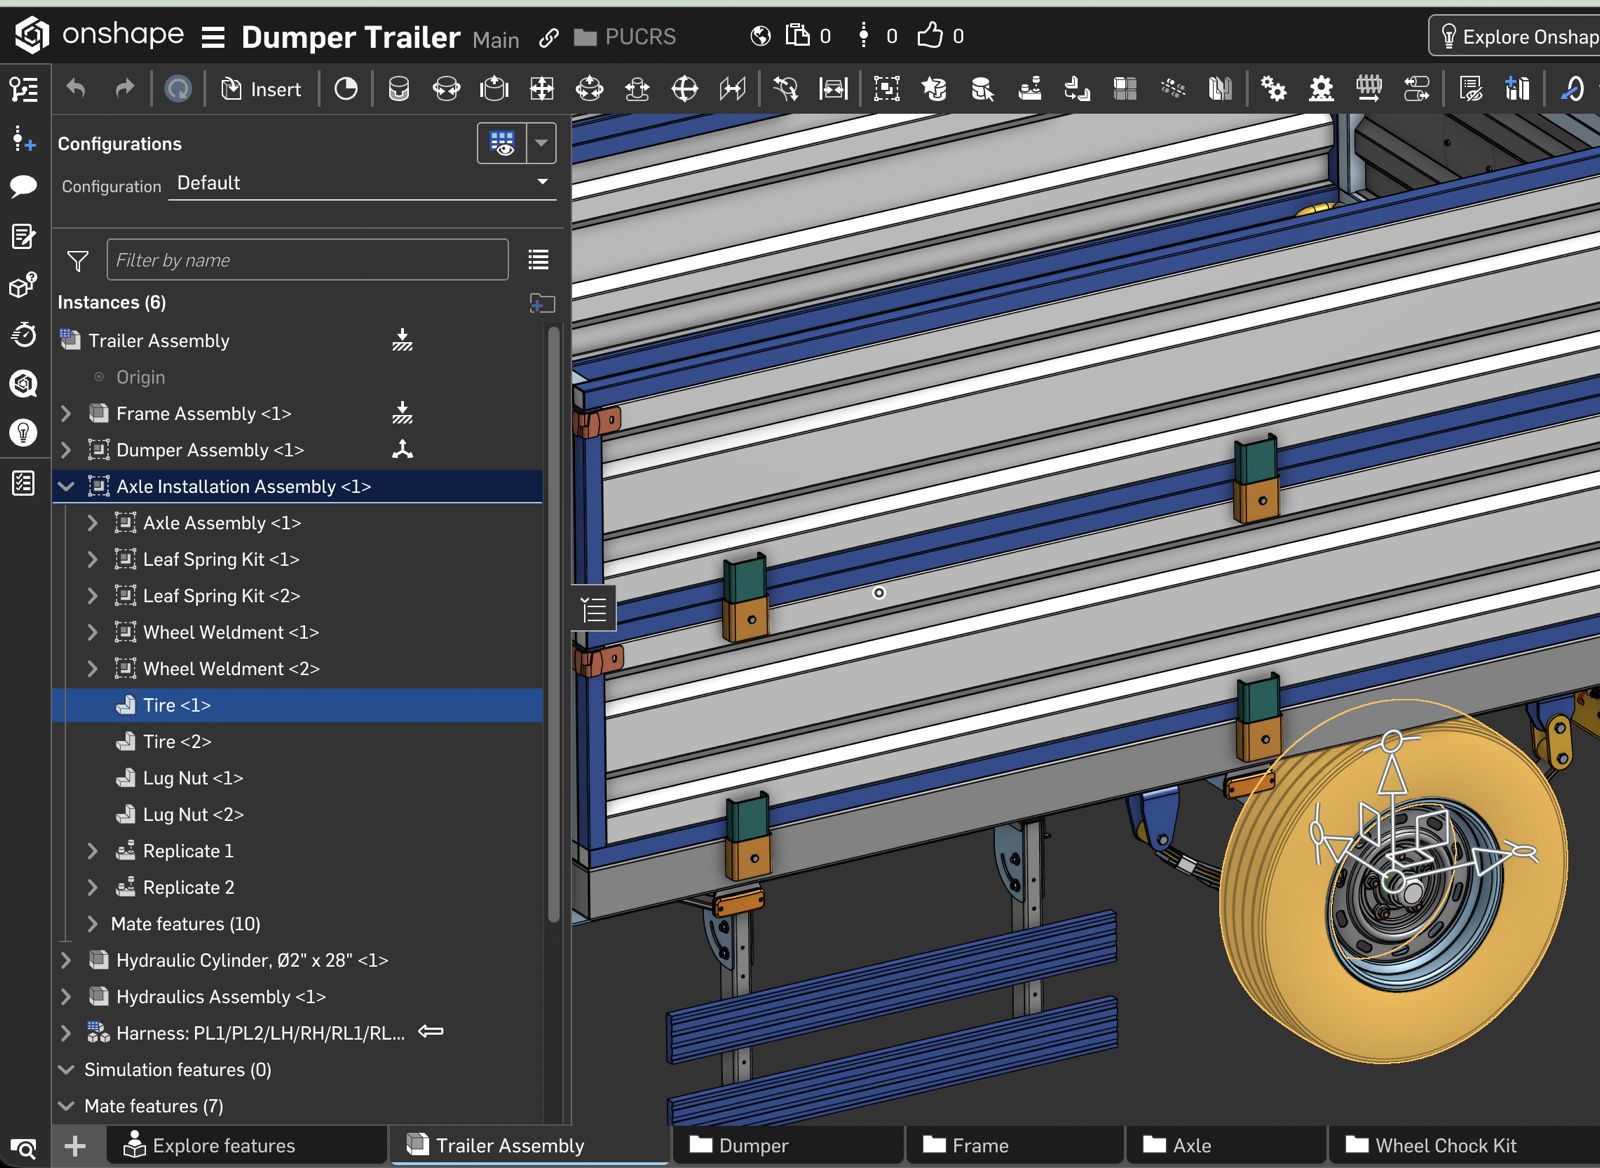 onshape Dumper Trailer Main PUCRS 0 0 0 Explore Onshap
Insert
Configurations
Configuration Default
Filter by name
Instances (6)
Trailer Assembly
Origin
Frame Assembly <1>
Dumper Assembly <1>
Axle Installation Assembly <1>
Axle Assembly <1>
Leaf Spring Kit <1>
Leaf Spring Kit <2>
Wheel Weldment <1>
Wheel Weldment <2>
Tire <1>
Tire <2>
Lug Nut <1>
Lug Nut <2>
Replicate 1
Replicate 2
Mate features (10)
Hydraulic Cylinder, Ø2" x 28" <1>
Hydraulics Assembly <1>
Harness: PL1/PL2/LH/RH/RL1/RL...
Simulation features (0)
Mate features (7)
Explore features Trailer Assembly Dumper Frame Axle Wheel Chock Kit